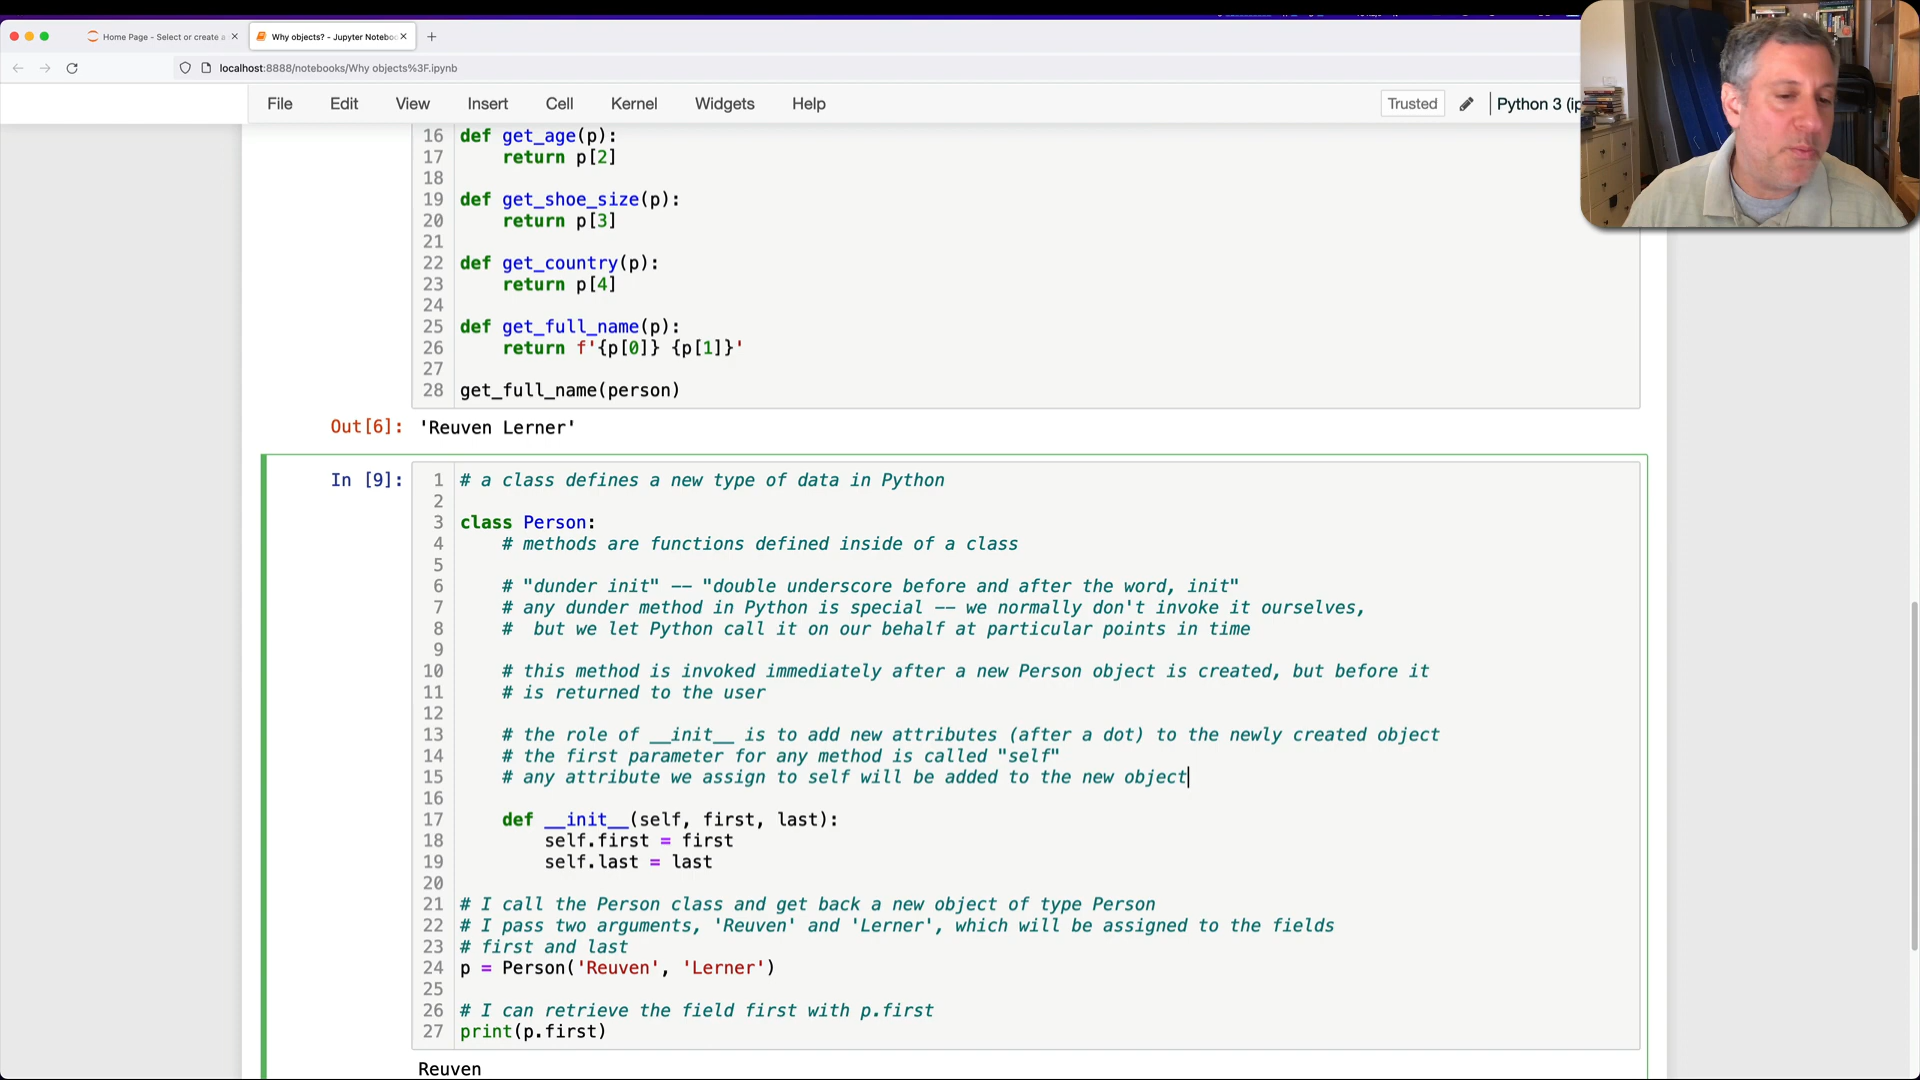 Home Page - Select or create a
Why objects? - Jupyter Notebo
localhost:8888/notebooks/Why objects%3F.ipynb
File Edit View Insert Cell Kernel Widgets Help
Trusted
Python 3 (ip
16 def get_age(p):
17 return p[2]
18
19 def get_shoe_size(p):
20 return p[3]
21
22 def get_country(p):
23 return p[4]
24
25 def get_full_name(p):
26 return f'{p[0]} {p[1]}'
27
28 get_full_name(person)
Out[6]: 'Reuven Lerner'
In [9]:
1 # a class defines a new type of data in Python
2
3 class Person:
4 # methods are functions defined inside of a class
5
6 # "dunder init" -- "double underscore before and after the word, init"
7 # any dunder method in Python is special -- we normally don't invoke it ourselves,
8 # but we let Python call it on our behalf at particular points in time
9
10 # this method is invoked immediately after a new Person object is created, but before it
11 # is returned to the user
12
13 # the role of __init__ is to add new attributes (after a dot) to the newly created object
14 # the first parameter for any method is called "self"
15 # any attribute we assign to self will be added to the new object
16
17 def __init__(self, first, last):
18 self.first = first
19 self.last = last
20
21 # I call the Person class and get back a new object of type Person
22 # I pass two arguments, 'Reuven' and 'Lerner', which will be assigned to the fields
23 # first and last
24 p = Person('Reuven', 'Lerner')
25
26 # I can retrieve the field first with p.first
27 print(p.first)
Reuven